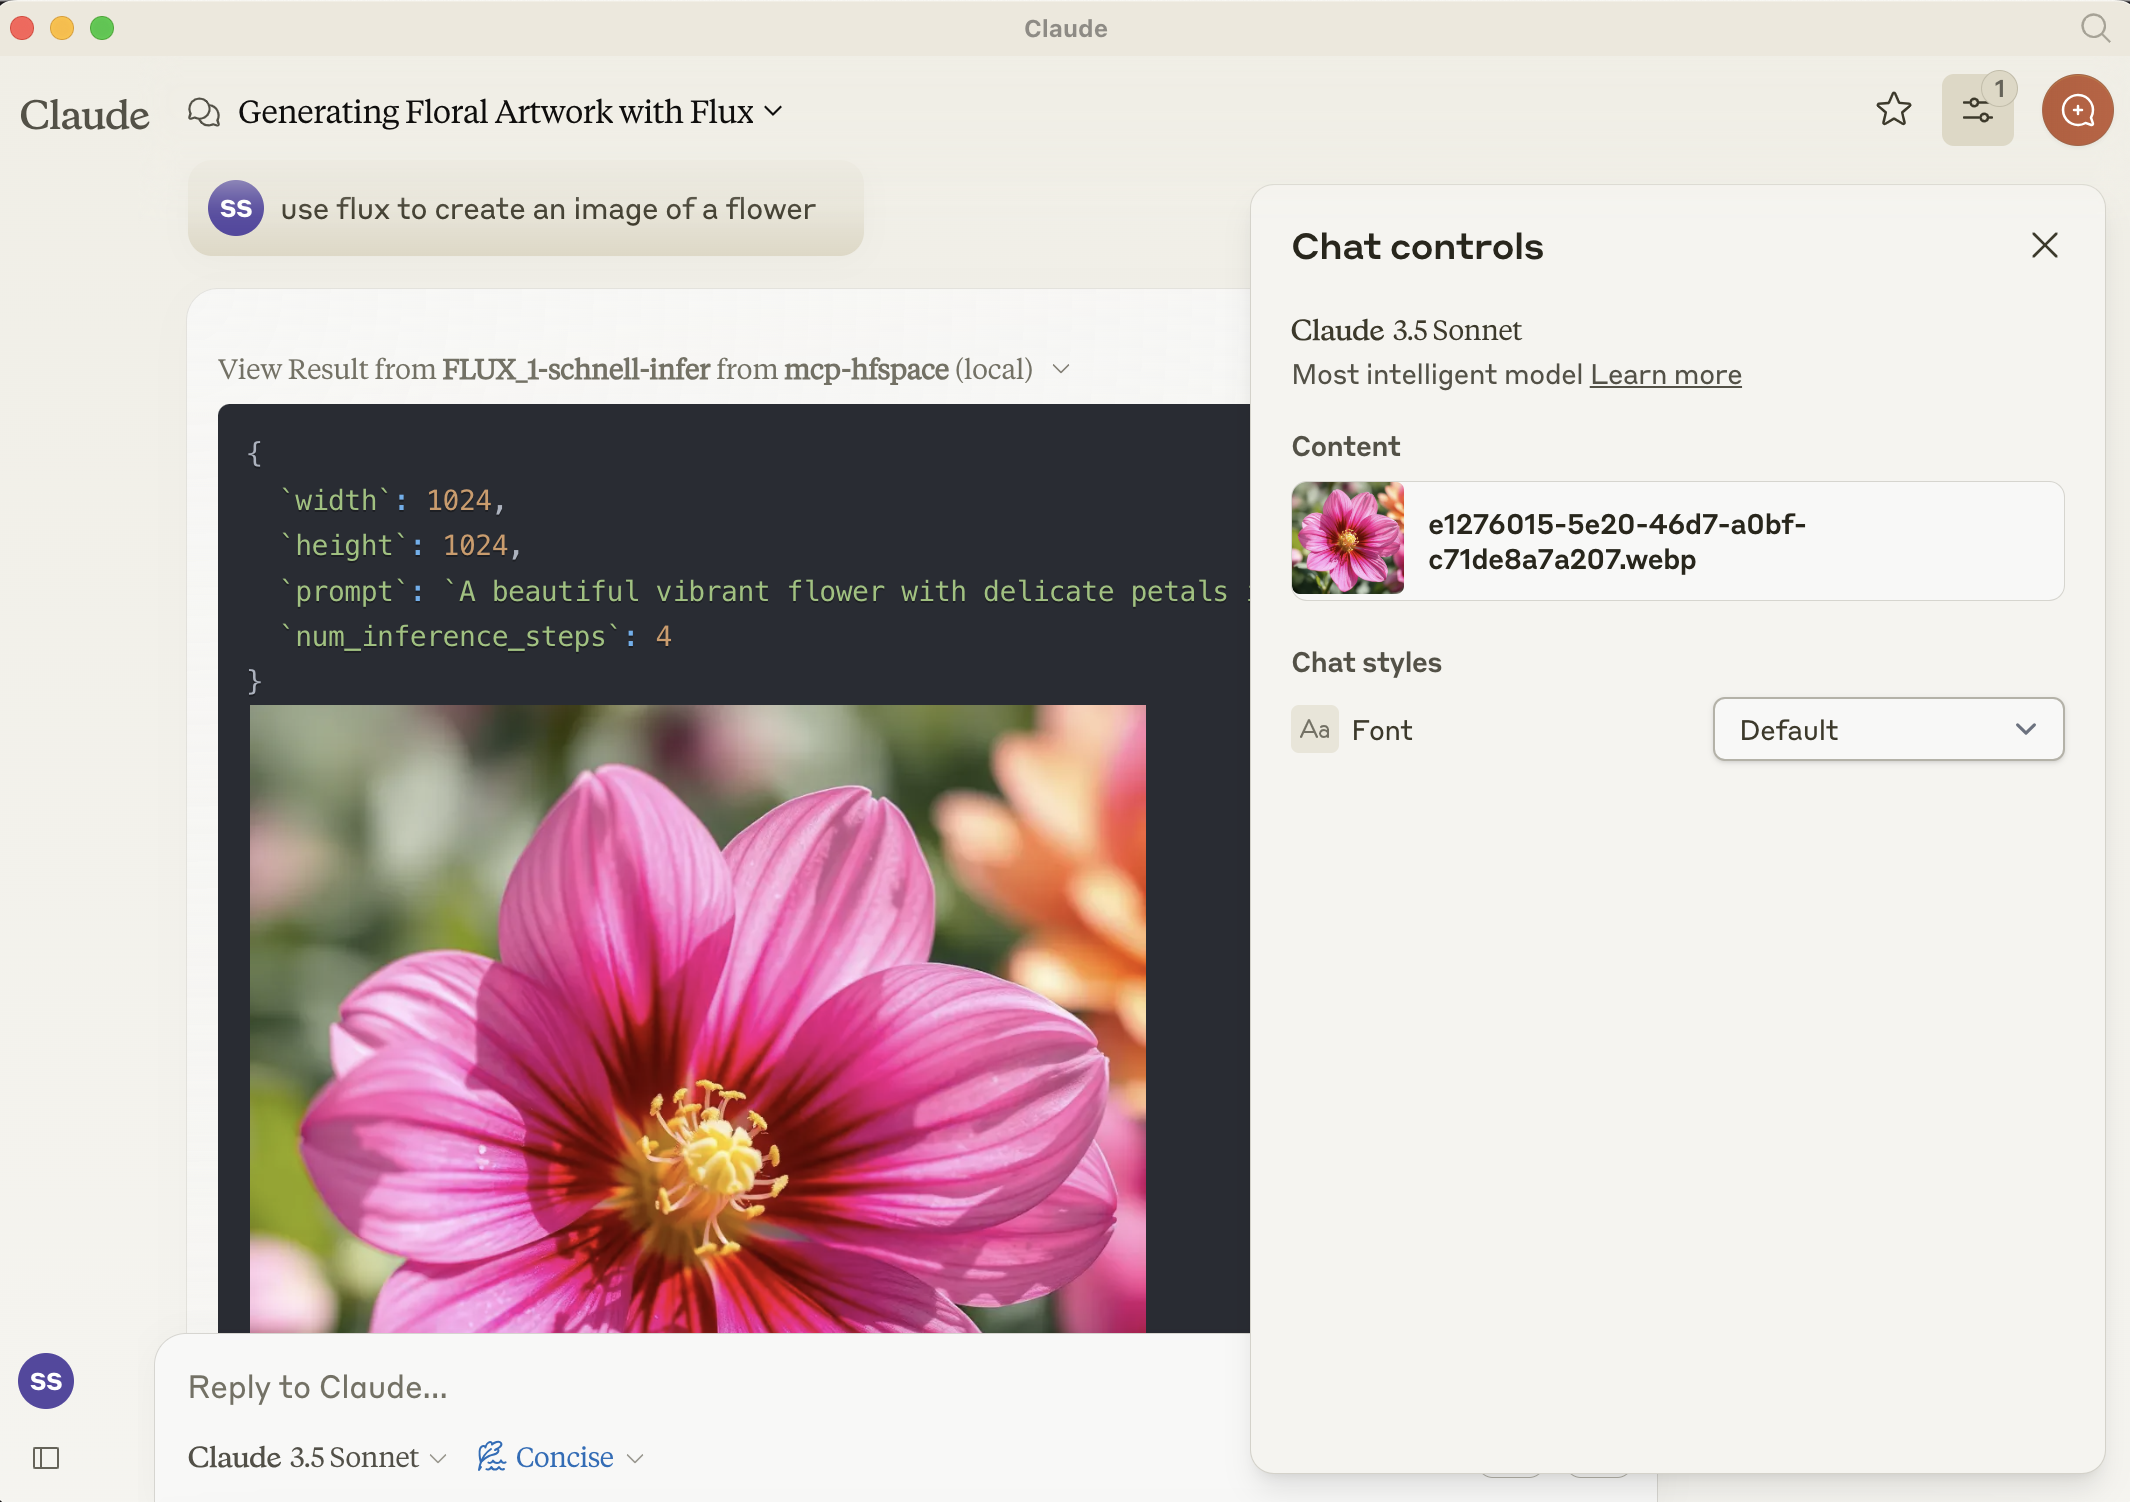 Claude
Claude
Generating Floral Artwork with Flux
1
SS
use flux to create an image of a flower
View Result from FLUX_1-schnell-infer from mcp-hfspace (local)
{
`width`: 1024,
`height`: 1024,
`prompt`: `A beautiful vibrant flower with delicate petals
`num_inference_steps`: 4
}
Chat controls
Claude 3.5 Sonnet
Most intelligent model Learn more
Content
e1276015-5e20-46d7-a0bf-
c71de8a7a207.webp
Chat styles
Aa Font
Default
SS
Reply to Claude...
Claude 3.5 Sonnet
Concise